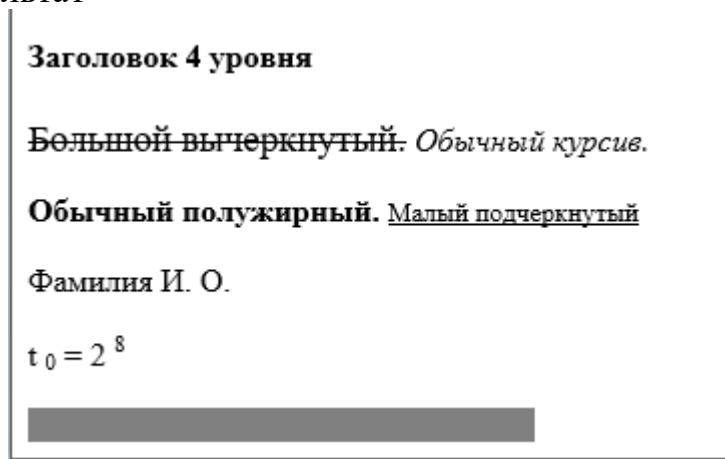 Заголовок 4 уровня
Большой вычеркнутый. Обычный курсив.
Обычный полужирный. Малый подчеркнутый
Фамилия И. О.
t 0 = 2 8